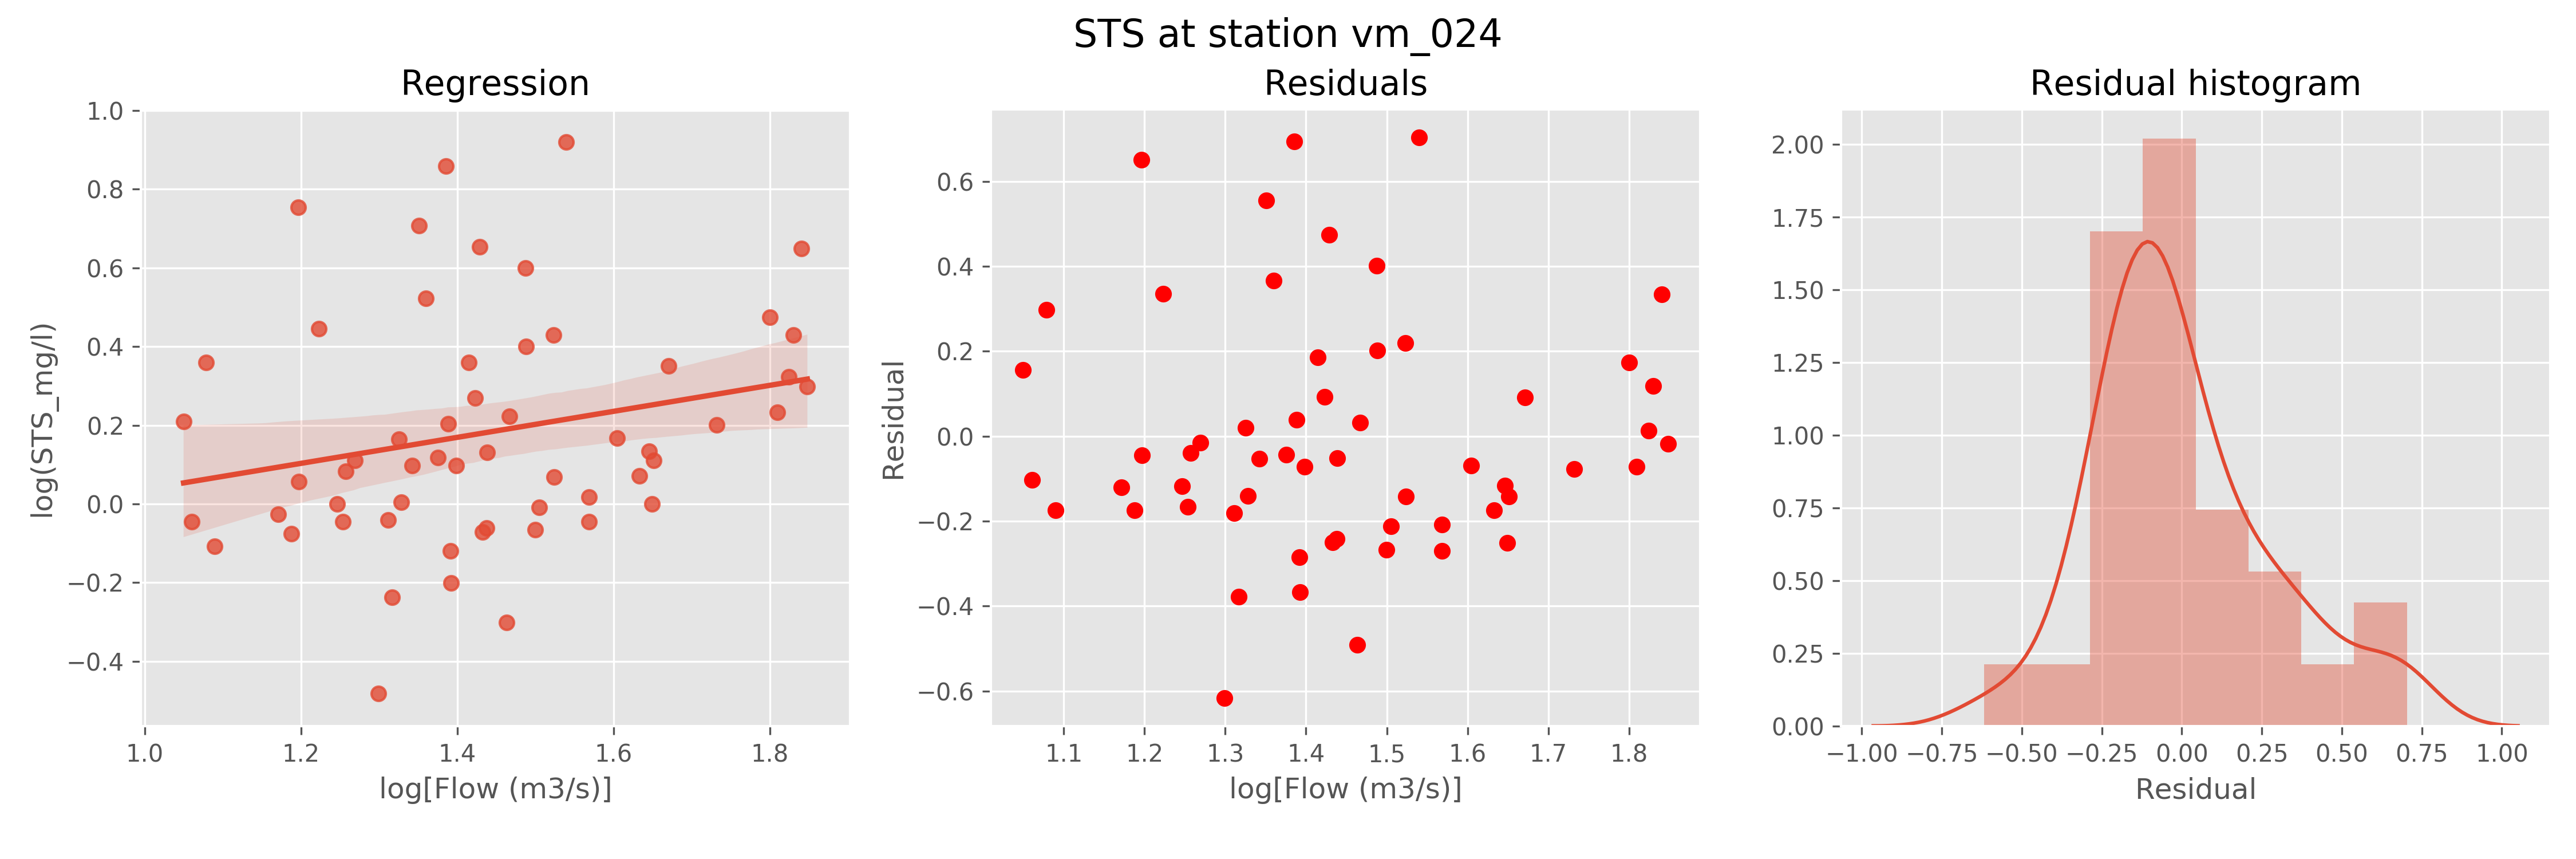 STS at station vm_024
Regression
1.0
0.8
0.6
0.4
0.2
0.0
−0.2
−0.4
log(STS_mg/l)
1.0 1.2 1.4 1.6 1.8
log[Flow (m3/s)]
Residuals
0.6
0.4
0.2
0.0
−0.2
−0.4
−0.6
Residual
1.1 1.2 1.3 1.4 1.5 1.6 1.7 1.8
log[Flow (m3/s)]
Residual histogram
2.00
1.75
1.50
1.25
1.00
0.75
0.50
0.25
0.00
−1.00 −0.75 −0.50 −0.25 0.00 0.25 0.50 0.75 1.00
Residual